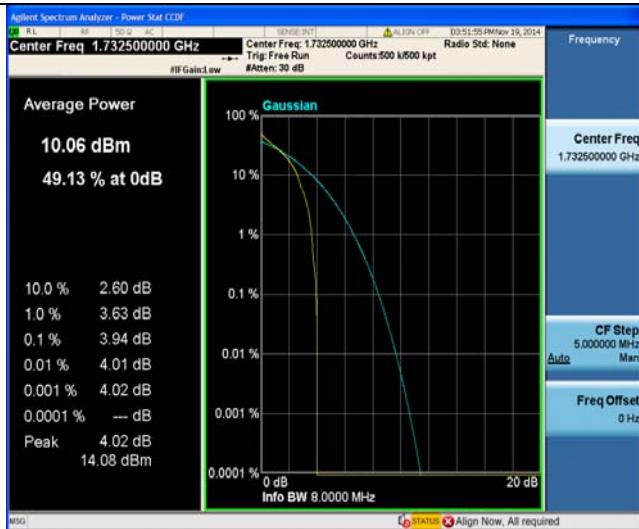 Agilent Spectrum Analyzer - Power Stat CCDF
RL RF 50 Ω AC SENSE:INT ALIGN OFF 03:51:55 PM Nov 19, 2014
Center Freq 1.732500000 GHz
Center Freq: 1.732500000 GHz
Radio Std: None
Trig: Free Run Counts:500 k/500 kpt
#IFGain:Low
#Atten: 30 dB
Frequency
Average Power
10.06 dBm
49.13 % at 0dB
10.0 % 2.60 dB
1.0 % 3.63 dB
0.1 % 3.94 dB
0.01 % 4.01 dB
0.001 % 4.02 dB
0.0001 % --- dB
Peak 4.02 dB
14.08 dBm
Gaussian
100 %
10 %
1 %
0.1 %
0.01 %
0.001 %
0.0001 %
0 dB
20 dB
Info BW 8.0000 MHz
Center Freq
1.732500000 GHz
CF Step
5.000000 MHz
Auto Man
Freq Offset
0 Hz
MSG
STATUS Align Now, All required